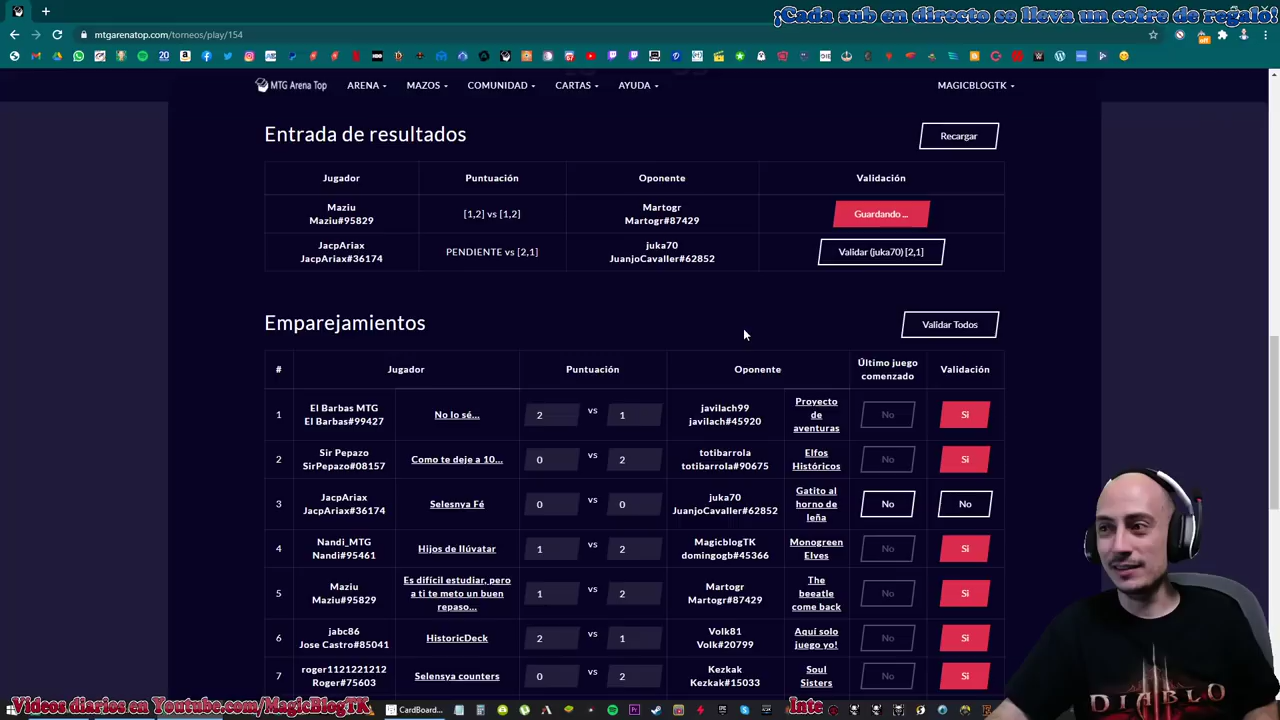 ¡Cada sub en directo se lleva un cofre de regalo!
mtgarenatop.com/torneos/play/154
MTG Arena Top
ARENA
MAZOS
COMUNIDAD
CARTAS
AYUDA
MAGICBLOGTK
Entrada de resultados
Recargar
Jugador Puntuación Oponente Validación
Maziu
Maziu#95829
[1,2] vs [1,2]
Martogr
Martogr#87429
Guardando ...
JacpAriax
JacpAriax#36174
PENDIENTE vs [2,1]
juka70
JuanjoCavaller#62852
Validar (juka70) [2,1]
Emparejamientos
Validar Todos
# Jugador Puntuación Oponente
Último juego
comenzado
Validación
1
El Barbas MTG
El Barbas#99427
No lo sé...
2 vs 1
javilach99
javilach#45920
Proyecto
de
aventuras
No
Si
2
Sir Pepazo
SirPepazo#08157
Como te deje a 10...
0 vs 2
totibarrola
totibarrola#90675
Elfos
Históricos
No
Si
3
JacpAriax
JacpAriax#36174
Selesnya Fé
0 vs 0
juka70
JuanjoCavaller#62852
Gatito al
horno de
leña
No
No
4
Nandi_MTG
Nandi#95461
Hijos de Ilúvatar
1 vs 2
MagicblogTK
domingogb#45366
Monogreen
Elves
No
Si
5
Maziu
Maziu#95829
Es difícil estudiar, pero
a ti te meto un buen
repaso...
1 vs 2
Martogr
Martogr#87429
The
beeatle
come back
No
Si
6
jabc86
Jose Castro#85041
HistoricDeck
2 vs 1
Volk81
Volk#20799
Aquí solo
juego yo!
No
Si
7
roger1121221212
Roger#75603
Selensya counters
0 vs 2
Kezkak
Kezkak#15033
Soul
Sisters
No
Si
DIABLO
Videos diarios en Youtube.com/MagicBlogTK
Inte
CardBoard...